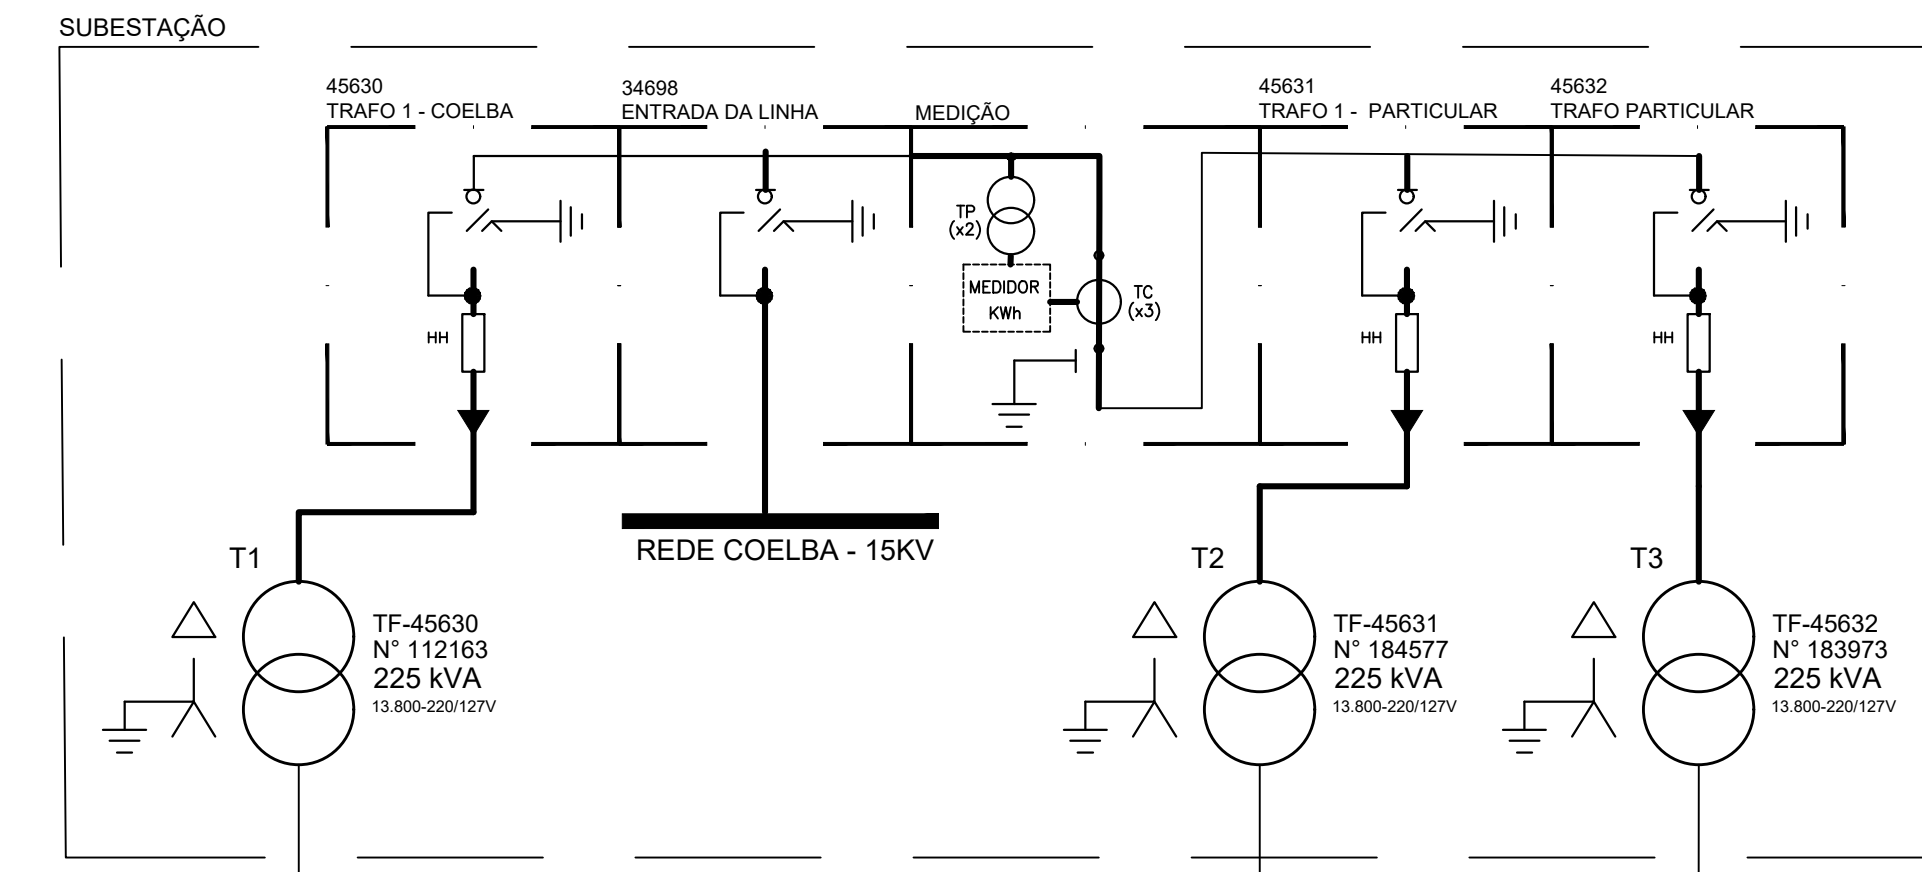 SUBESTAÇÃO
45630
TRAFO 1 - COELBA
34698
ENTRADA DA LINHA
MEDIÇÃO
45631
TRAFO 1 - PARTICULAR
45632
TRAFO PARTICULAR
TP
(x2)
MEDIDOR
KWh
TC
(x3)
HH
HH
HH
REDE COELBA - 15KV
T1
TF-45630
N° 112163
225 kVA
13.800-220/127V
T2
TF-45631
N° 184577
225 kVA
13.800-220/127V
T3
TF-45632
N° 183973
225 kVA
13.800-220/127V